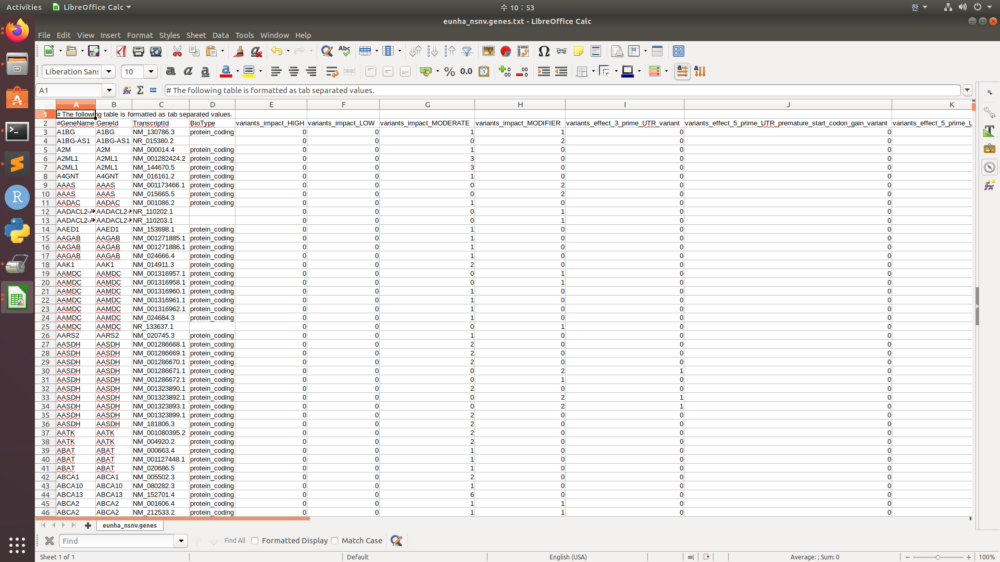 Activities LibreOffice Calc 수 10 : 53 한
eunha_nsnv.genes.txt - LibreOffice Calc
File Edit View Insert Format Styles Sheet Data Tools Window Help
Liberation Sans 10
A1 # The following table is formatted as tab separated values.
A B C D E F G H I J K
1 # The following table is formatted as tab separated values.
2 #GeneName GeneId TranscriptId BioType variants_impact_HIGH variants_impact_LOW variants_impact_MODERATE variants_impact_MODIFIER variants_effect_3_prime_UTR_variant variants_effect_5_prime_UTR_premature_start_codon_gain_variant variants_effect_5_prime_U
3 A1BG A1BG NM_130786.3 protein_coding 0 0 1 1 0 0
4 A1BG-AS1 A1BG-AS1 NR_015380.2 0 0 0 2 0 0
5 A2M A2M NM_000014.4 protein_coding 0 0 1 0 0 0
6 A2ML1 A2ML1 NM_001282424.2 protein_coding 0 0 3 0 0 0
7 A2ML1 A2ML1 NM_144670.5 protein_coding 0 0 3 0 0 0
8 A4GNT A4GNT NM_016161.2 protein_coding 0 0 1 0 0 0
9 AAAS AAAS NM_001173466.1 protein_coding 0 0 0 2 0 0
10 AAAS AAAS NM_015665.5 protein_coding 0 0 0 2 0 0
11 AADAC AADAC NM_001086.2 protein_coding 0 0 1 0 0 0
12 AADACL2-A AADACL2- NR_110202.1 0 0 0 1 0 0
13 AADACL2-A AADACL2- NR_110203.1 0 0 0 1 0 0
14 AAED1 AAED1 NM_153698.1 protein_coding 0 0 1 0 0 0
15 AAGAB AAGAB NM_001271885.1 protein_coding 0 0 1 0 0 0
16 AAGAB AAGAB NM_001271886.1 protein_coding 0 0 1 0 0 0
17 AAGAB AAGAB NM_024666.4 protein_coding 0 0 1 0 0 0
18 AAK1 AAK1 NM_014911.3 protein_coding 0 0 2 0 0 0
19 AAMDC AAMDC NM_001316957.1 protein_coding 0 0 0 1 0 0
20 AAMDC AAMDC NM_001316958.1 protein_coding 0 0 0 1 0 0
21 AAMDC AAMDC NM_001316960.1 protein_coding 0 0 1 0 0 0
22 AAMDC AAMDC NM_001316961.1 protein_coding 0 0 1 0 0 0
23 AAMDC AAMDC NM_001316962.1 protein_coding 0 0 1 0 0 0
24 AAMDC AAMDC NM_024684.3 protein_coding 0 0 1 0 0 0
25 AAMDC AAMDC NR_133637.1 0 0 0 1 0 0
26 AARS2 AARS2 NM_020745.3 protein_coding 0 0 1 0 0 0
27 AASDH AASDH NM_001286668.1 protein_coding 0 0 2 0 0 0
28 AASDH AASDH NM_001286669.1 protein_coding 0 0 2 0 0 0
29 AASDH AASDH NM_001286670.1 protein_coding 0 0 2 0 0 0
30 AASDH AASDH NM_001286671.1 protein_coding 0 0 0 2 1 0
31 AASDH AASDH NM_001286672.1 protein_coding 0 0 0 1 0 0
32 AASDH AASDH NM_001323890.1 protein_coding 0 0 2 0 0 0
33 AASDH AASDH NM_001323892.1 protein_coding 0 0 0 2 1 0
34 AASDH AASDH NM_001323893.1 protein_coding 0 0 0 2 1 0
35 AASDH AASDH NM_001323899.1 protein_coding 0 0 2 0 0 0
36 AASDH AASDH NM_181806.3 protein_coding 0 0 2 0 0 0
37 AATK AATK NM_001080395.2 protein_coding 0 0 2 0 0 0
38 AATK AATK NM_004920.2 protein_coding 0 0 2 0 0 0
39 ABAT ABAT NM_000663.4 protein_coding 0 0 1 0 0 0
40 ABAT ABAT NM_001127448.1 protein_coding 0 0 1 0 0 0
41 ABAT ABAT NM_020686.5 protein_coding 0 0 1 0 0 0
42 ABCA1 ABCA1 NM_005502.3 protein_coding 0 0 2 0 0 0
43 ABCA10 ABCA10 NM_080282.3 protein_coding 0 0 1 0 0 0
44 ABCA13 ABCA13 NM_152701.4 protein_coding 0 0 6 0 0 0
45 ABCA2 ABCA2 NM_001606.4 protein_coding 0 0 1 1 0 0
46 ABCA2 ABCA2 NM_212533.2 protein_coding 0 0 1 1 0 0
eunha_nsnv.genes
Find Find All Formatted Display Match Case
Sheet 1 of 1 Default English (USA) Average: ; Sum: 0 100%